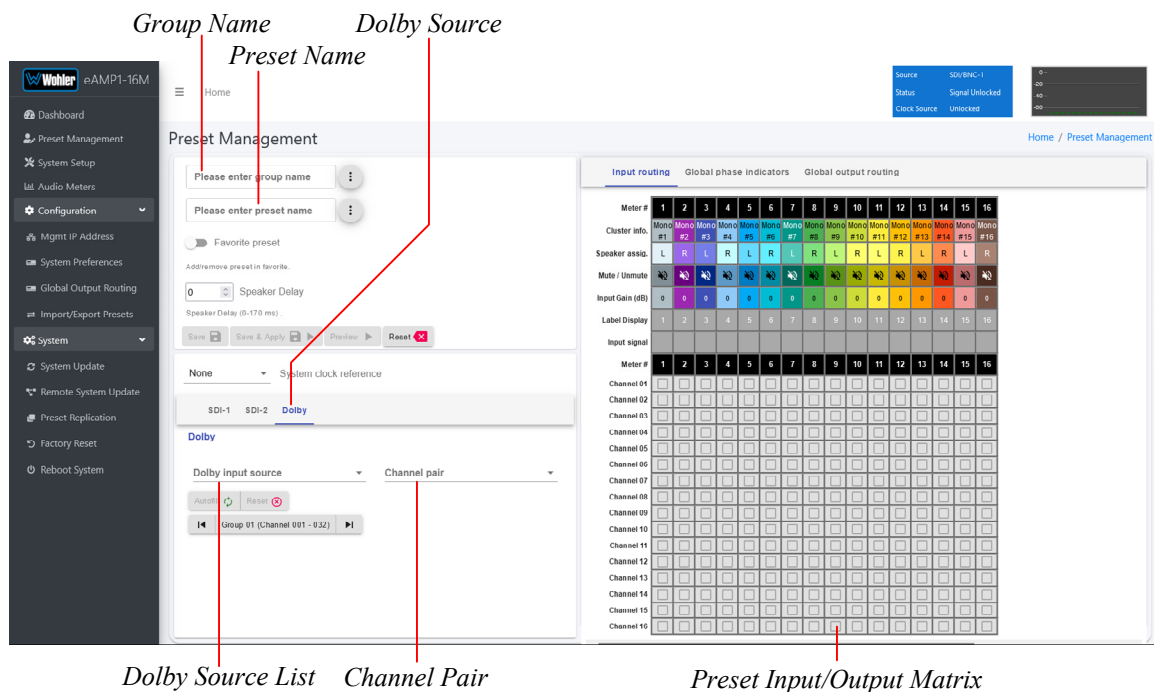 Group Name
Dolby Source
Preset Name
Wohler eAMP1-16M
Dashboard
Preset Management
System Setup
Audio Meters
Configuration
Mgmt IP Address
System Preferences
Global Output Routing
Import/Export Presets
System
System Update
Remote System Update
Preset Replication
Factory Reset
Reboot System
Home
Source SDI/BNC-1
Status Signal Unlocked
Clock Source Unlocked
0
-20
-40
-60
Preset Management
Home / Preset Management
Please enter group name
Please enter preset name
Favorite preset
Add/remove preset in favorite.
0 Speaker Delay
Speaker Delay (0-170 ms).
Save Save & Apply Preview Reset
None System clock reference
SDI-1 SDI-2 Dolby
Dolby
Dolby input source Channel pair
Autofill Reset
Group 01 (Channel 001 - 032)
Input routing Global phase indicators Global output routing
Meter # 1 2 3 4 5 6 7 8 9 10 11 12 13 14 15 16
Cluster info. Mono #1 Mono #2 Mono #3 Mono #4 Mono #5 Mono #6 Mono #7 Mono #8 Mono #9 Mono #10 Mono #11 Mono #12 Mono #13 Mono #14 Mono #15 Mono #16
Speaker assig. L R L R L R L R L R L R L R L R
Mute / Unmute
Input Gain (dB) 0 0 0 0 0 0 0 0 0 0 0 0 0 0 0 0
Label Display 1 2 3 4 5 6 7 8 9 10 11 12 13 14 15 16
Input signal
Meter # 1 2 3 4 5 6 7 8 9 10 11 12 13 14 15 16
Channel 01
Channel 02
Channel 03
Channel 04
Channel 05
Channel 06
Channel 07
Channel 08
Channel 09
Channel 10
Channel 11
Channel 12
Channel 13
Channel 14
Channel 15
Channel 16
Dolby Source List
Channel Pair
Preset Input/Output Matrix